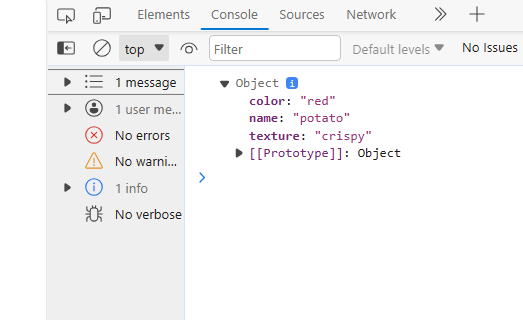 Elements Console Sources Network
top Filter Default levels No Issues
1 message
1 user me...
No errors
No warni...
1 info
No verbose
Object i
color: "red"
name: "potato"
texture: "crispy"
[[Prototype]]: Object